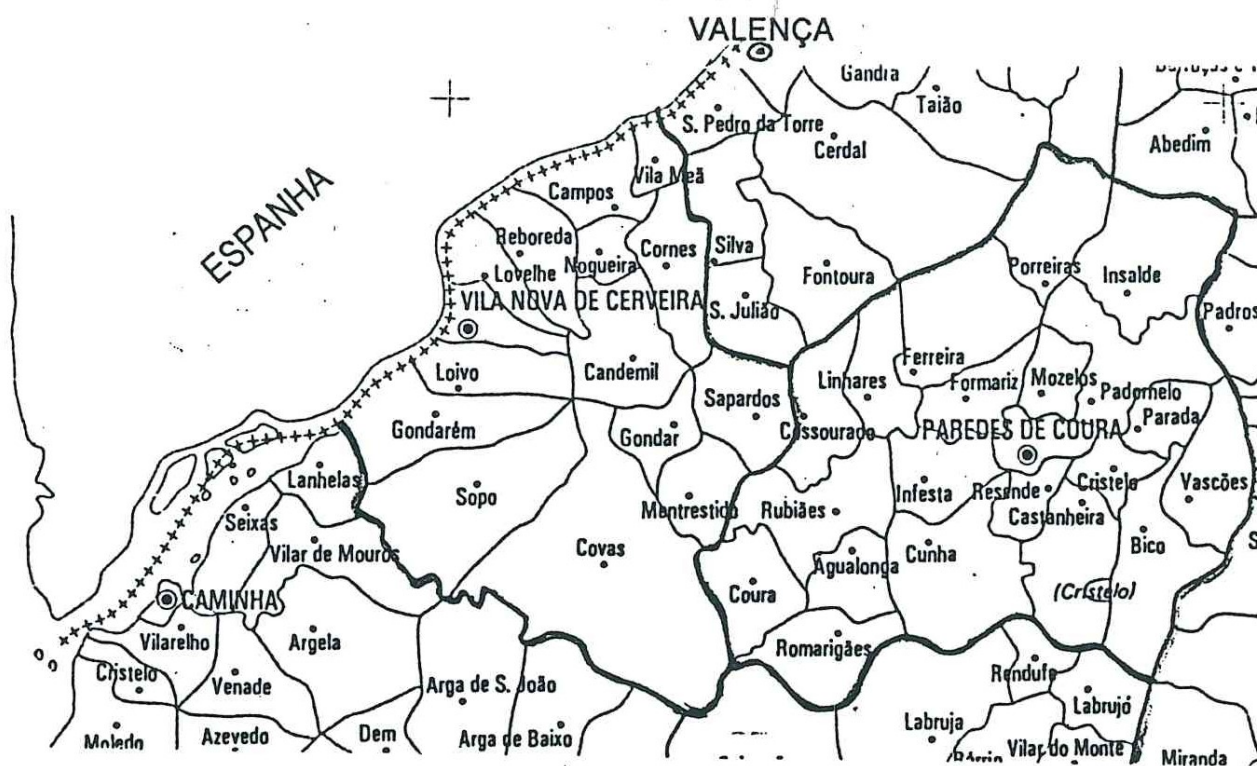 VALENÇA
Gandra
Taião
S. Pedro da Torre
Cerdal
Abedim
ESPANHA
Vila Meã
Campos
Reboreda
Cornes
Silva
Nogueira
Lovelhe
Fontoura
Porreiras
Insalde
VILA NOVA DE CERVEIRA
S. Julião
Padros
Ferreira
Loivo
Candemil
Linhares
Formariz
Mozelos
Padornelo
Sapardos
Parada
Gondarém
Gondar
Cossourado
PAREDES DE COURA
Lanhelas
Sopo
Infesta
Resende
Cristelo
Vascões
Mentrestido
Rubiães
Castanheira
Seixas
Vilar de Mouros
Covas
Agualonga
Cunha
Bico
CAMINHA
Coura
(Cristelo)
Vilarelho
Argela
Romarigães
Cristelo
Venade
Arga de S. João
Rendufe
Labrujó
Moledo
Azevedo
Dem
Arga de Baixo
Labruja
Vilar do Monte
Miranda